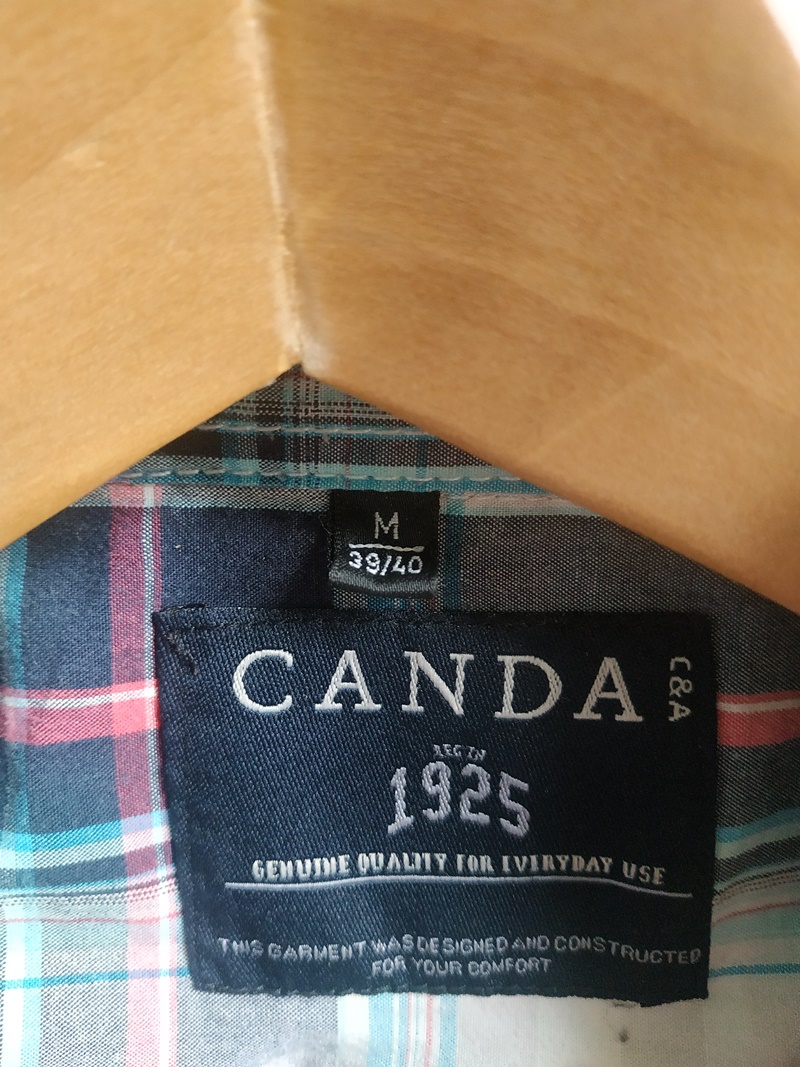 M
39/40
CANDA
C&A
REG IN
1925
GENUINE QUALITY FOR EVERYDAY USE
THIS GARMENT WAS DESIGNED AND CONSTRUCTED
FOR YOUR COMFORT